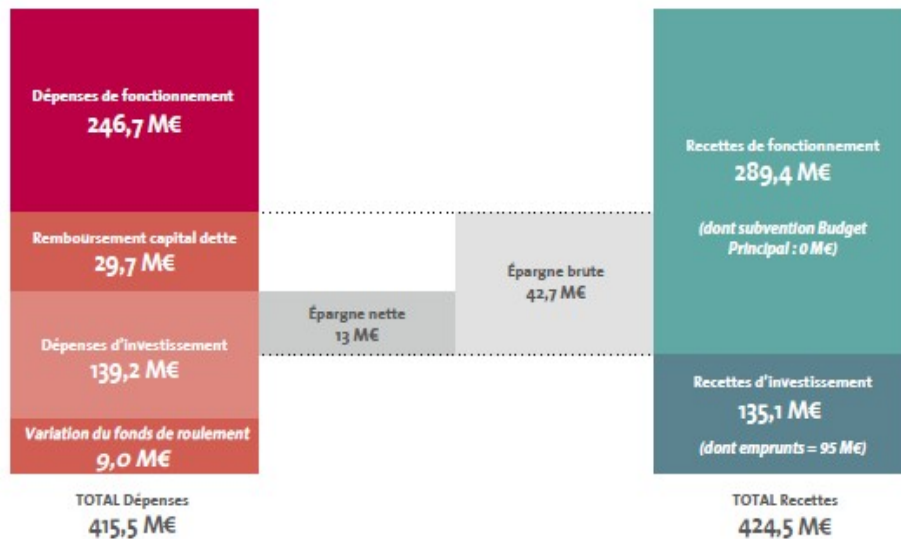 Dépenses de fonctionnement
246,7 M€
Remboursement capital dette
29,7 M€
Dépenses d'investissement
139,2 M€
Variation du fonds de roulement
9,0 M€
TOTAL Dépenses
415,5 M€
Épargne nette
13 M€
Épargne brute
42,7 M€
Recettes de fonctionnement
289,4 M€
(dont subvention Budget
Principal : 0 M€)
Recettes d'investissement
135,1 M€
(dont emprunts = 95 M€)
TOTAL Recettes
424,5 M€